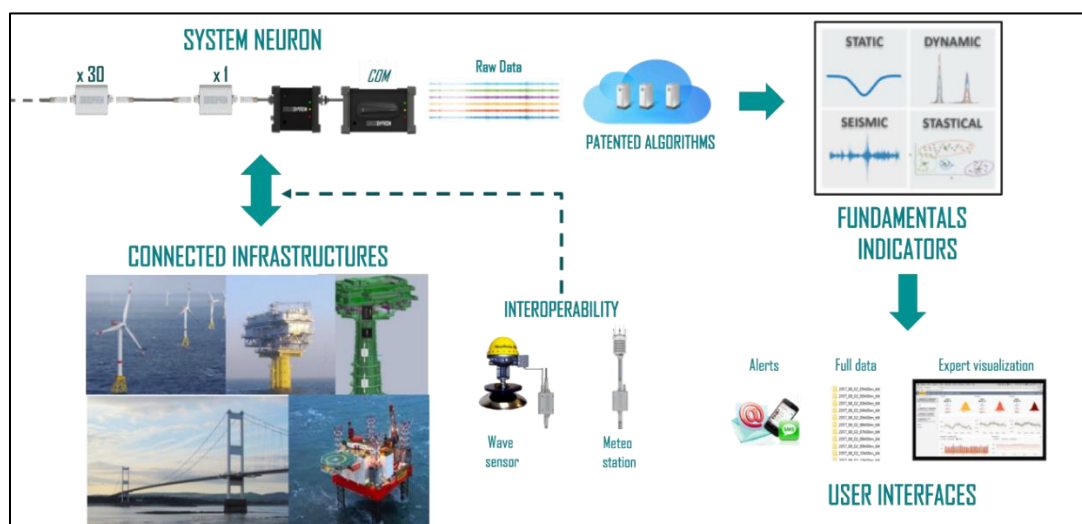 SYSTEM NEURON
x 30
x 1
COM
Raw Data
PATENTED ALGORITHMS
STATIC
DYNAMIC
SEISMIC
STASTICAL
FUNDAMENTALS
INDICATORS
CONNECTED INFRASTRUCTURES
INTEROPERABILITY
Wave
sensor
Meteo
station
Alerts
Full data
Expert visualization
USER INTERFACES